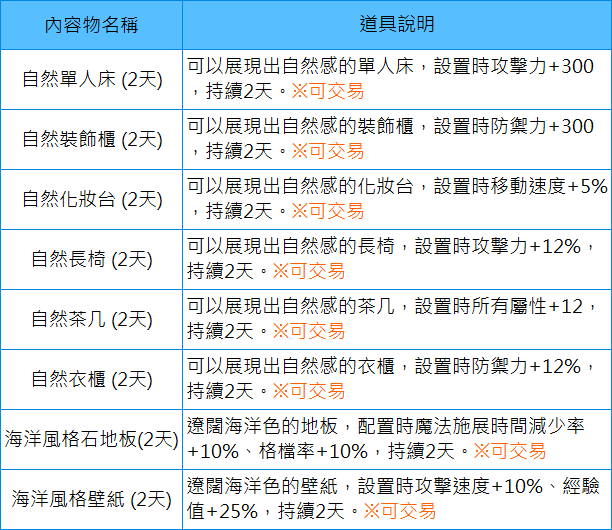 內容物名稱
道具說明
自然單人床 (2天)
可以展現出自然感的單人床，設置時攻擊力+300
，持續2天。※可交易
自然裝飾櫃 (2天)
可以展現出自然感的裝飾櫃，設置時防禦力+300
，持續2天。※可交易
自然化妝台 (2天)
可以展現出自然感的化妝台，設置時移動速度+5%
，持續2天。※可交易
自然長椅 (2天)
可以展現出自然感的長椅，設置時攻擊力+12%，
持續2天。※可交易
自然茶几 (2天)
可以展現出自然感的茶几，設置時所有屬性+12，
持續2天。※可交易
自然衣櫃 (2天)
可以展現出自然感的衣櫃，設置時防禦力+12%，
持續2天。※可交易
海洋風格石地板(2天)
遼闊海洋色的地板，配置時魔法施展時間減少率
+10%、格檔率+10%，持續2天。※可交易
海洋風格壁紙 (2天)
遼闊海洋色的壁紙，設置時攻擊速度+10%、經驗
值+25%，持續2天。※可交易